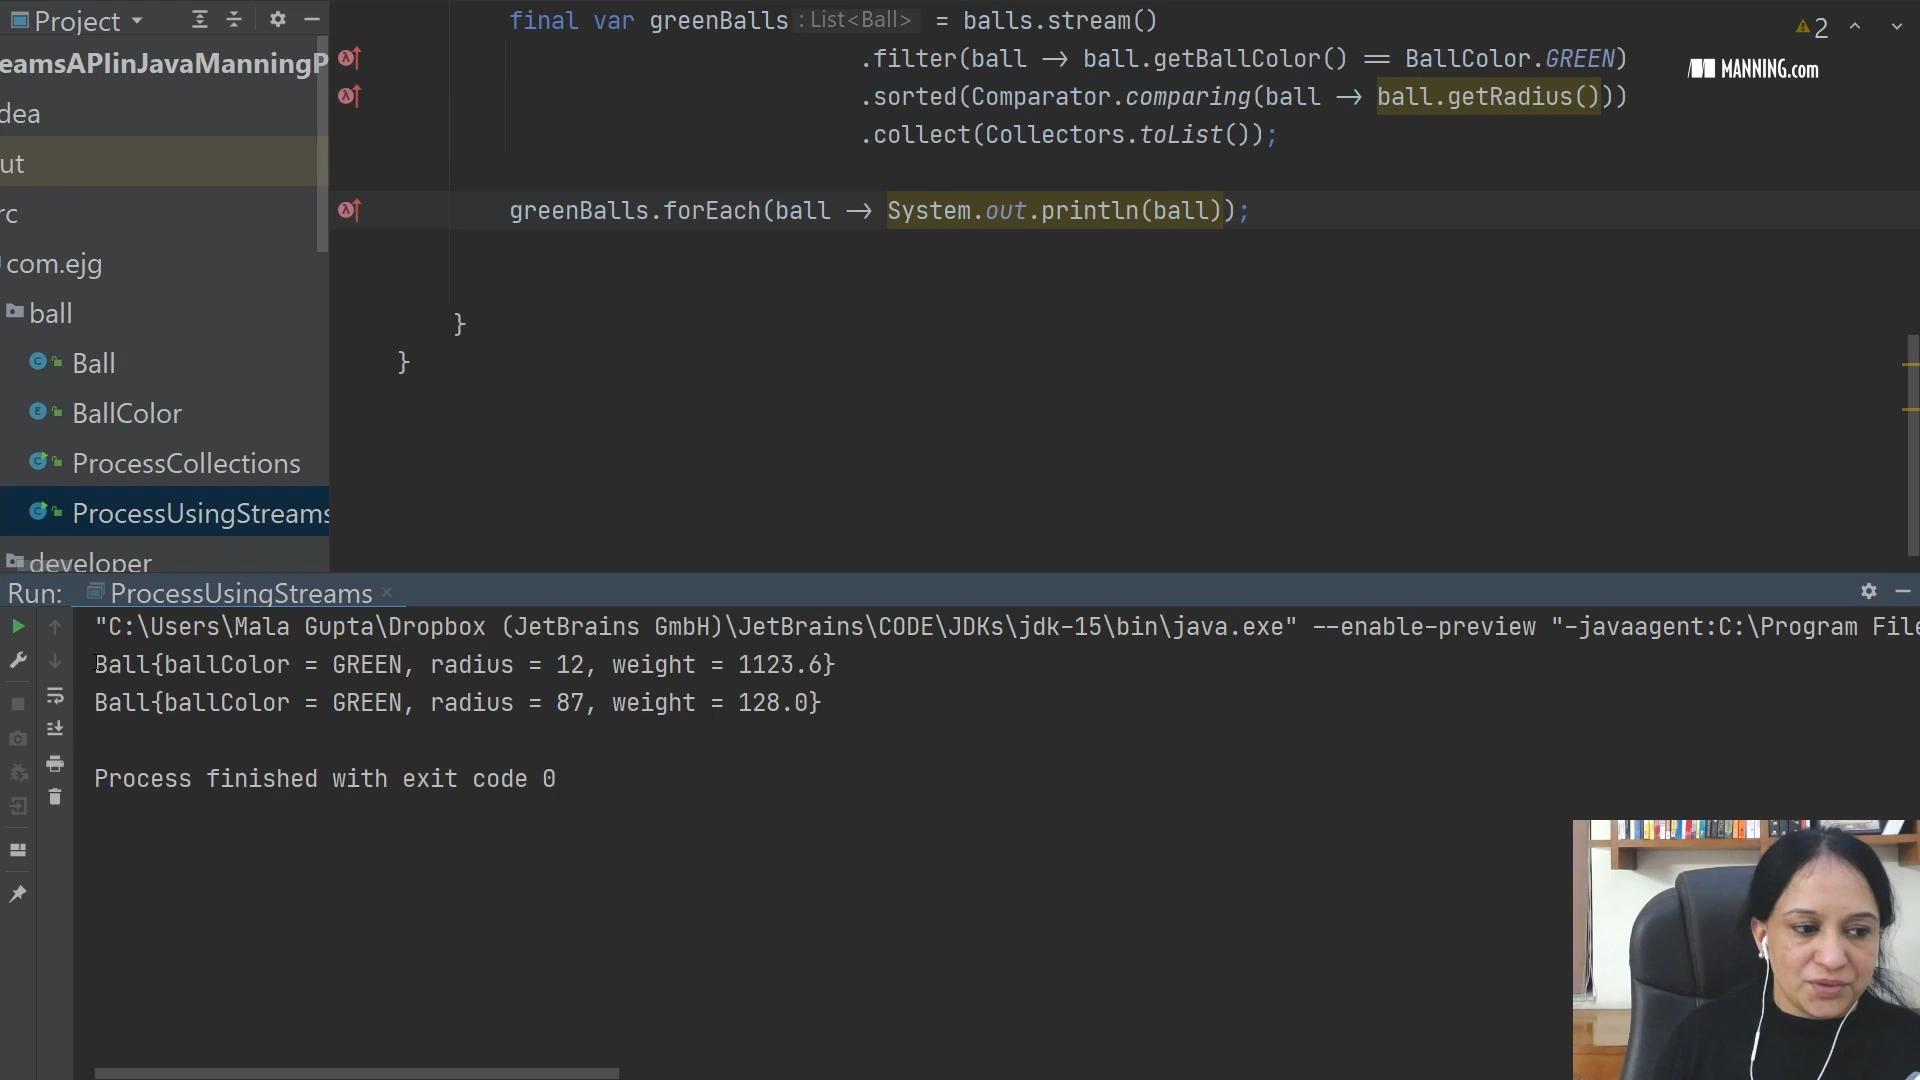 Project
eamsAPIinJavaManningP
dea
ut
rc
com.ejg
ball
Ball
BallColor
ProcessCollections
ProcessUsingStreams
developer
final var greenBalls : List<Ball> = balls.stream()
.filter(ball → ball.getBallColor() == BallColor.GREEN)
.sorted(Comparator.comparing(ball → ball.getRadius()))
.collect(Collectors.toList());
greenBalls.forEach(ball → System.out.println(ball));
}
}
2
MANNING.com
Run: ProcessUsingStreams
"C:\Users\Mala Gupta\Dropbox (JetBrains GmbH)\JetBrains\CODE\JDKs\jdk-15\bin\java.exe" --enable-preview "-javaagent:C:\Program File
Ball{ballColor = GREEN, radius = 12, weight = 1123.6}
Ball{ballColor = GREEN, radius = 87, weight = 128.0}
Process finished with exit code 0